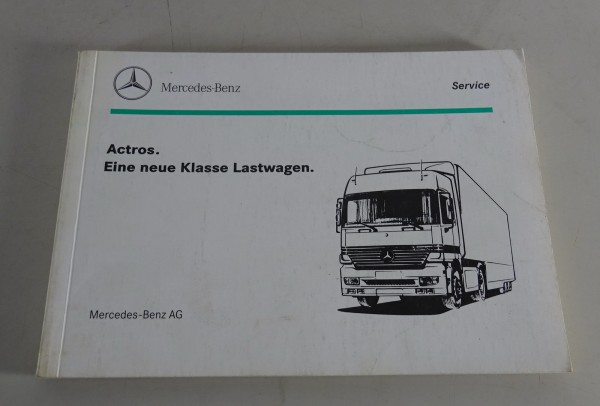 Mercedes-Benz
Service
Actros.
Eine neue Klasse Lastwagen.
Mercedes-Benz AG